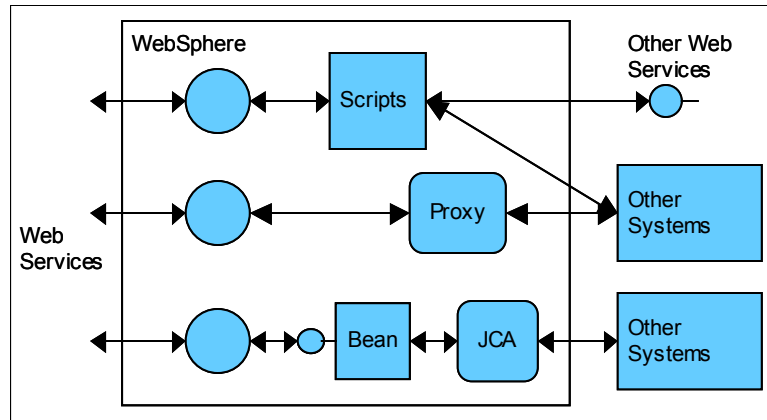 WebSphere
Other Web
Services
Scripts
Proxy
Other
Systems
Web
Services
Bean
JCA
Other
Systems